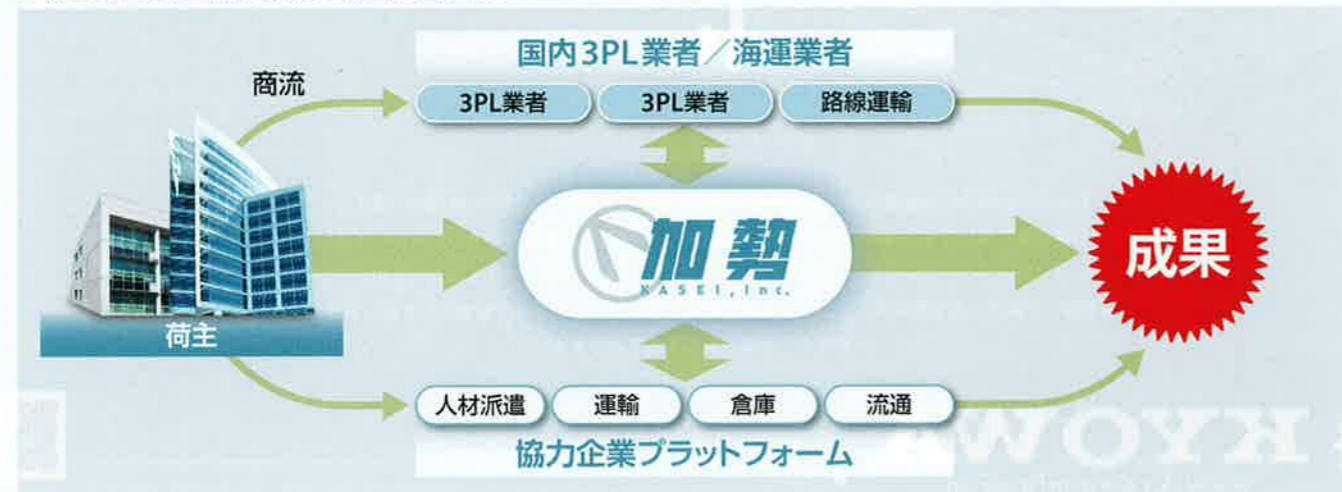 国内3PL業者／海運業者
商流
3PL業者
3PL業者
路線運輸
荷主
加勢
KASEI, Inc.
成果
人材派遣
運輸
倉庫
流通
協力企業プラットフォーム